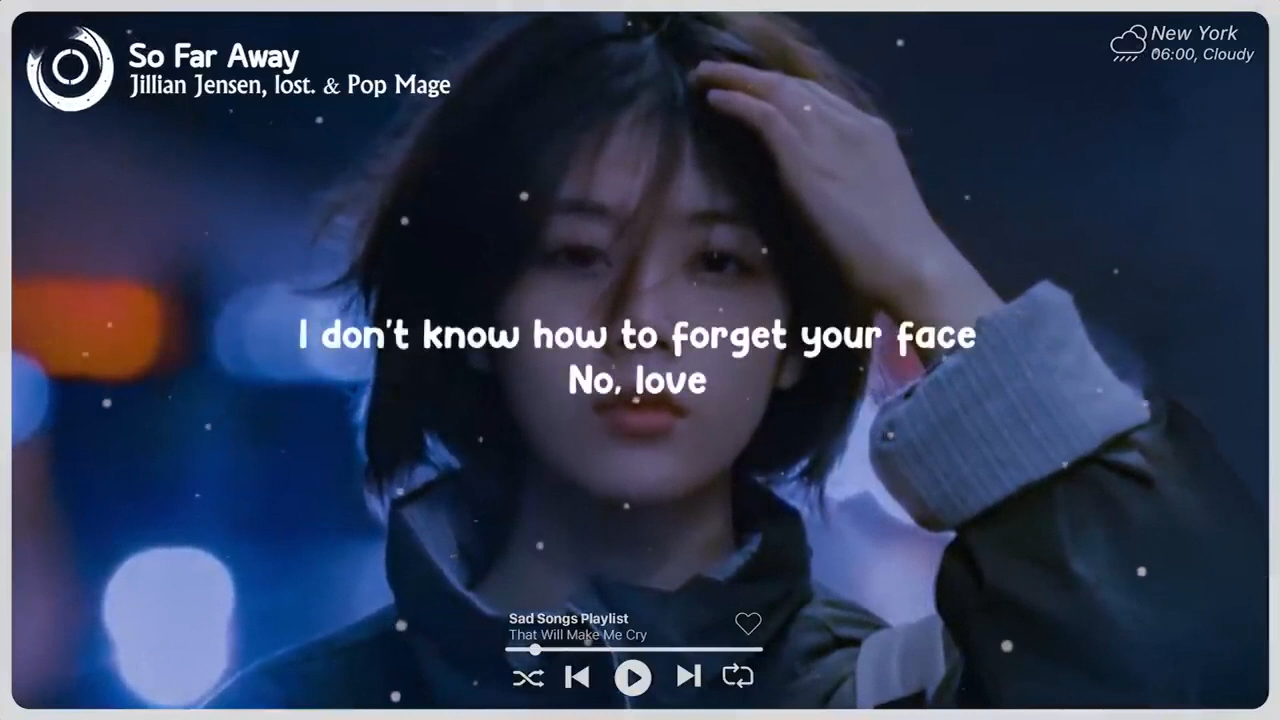 So Far Away
Jillian Jensen, lost. & Pop Mage
New York
06:00, Cloudy
I don't know how to forget your face
No, love
Sad Songs Playlist
That Will Make Me Cry